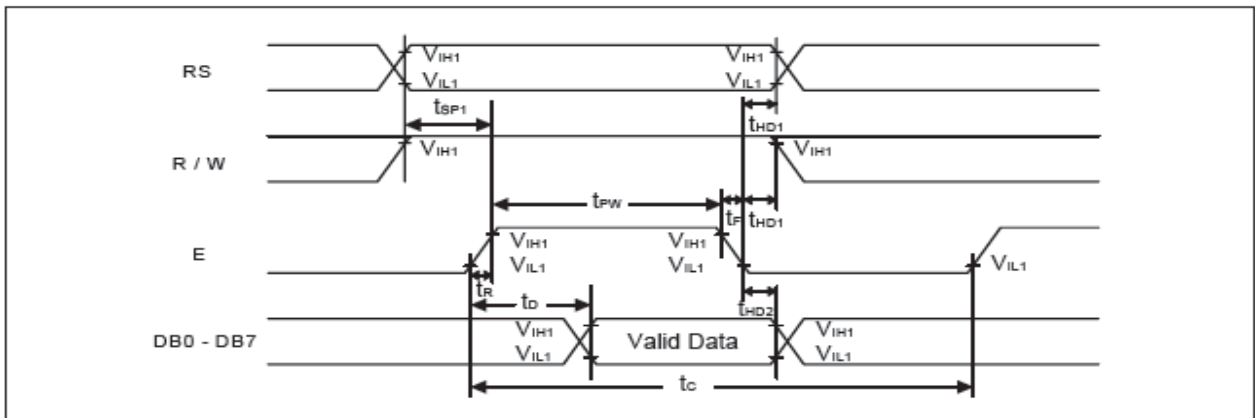 RS
VIH1 VIH1
VIL1 VIL1
tSP1
tHD1
R / W
VIH1 VIH1
tPW
tF tHD1
E
VIH1 VIH1
VIL1 VIL1 VIL1
tR
tD
tHD2
DB0 - DB7
VIH1 Valid Data VIH1
VIL1 VIL1
tC